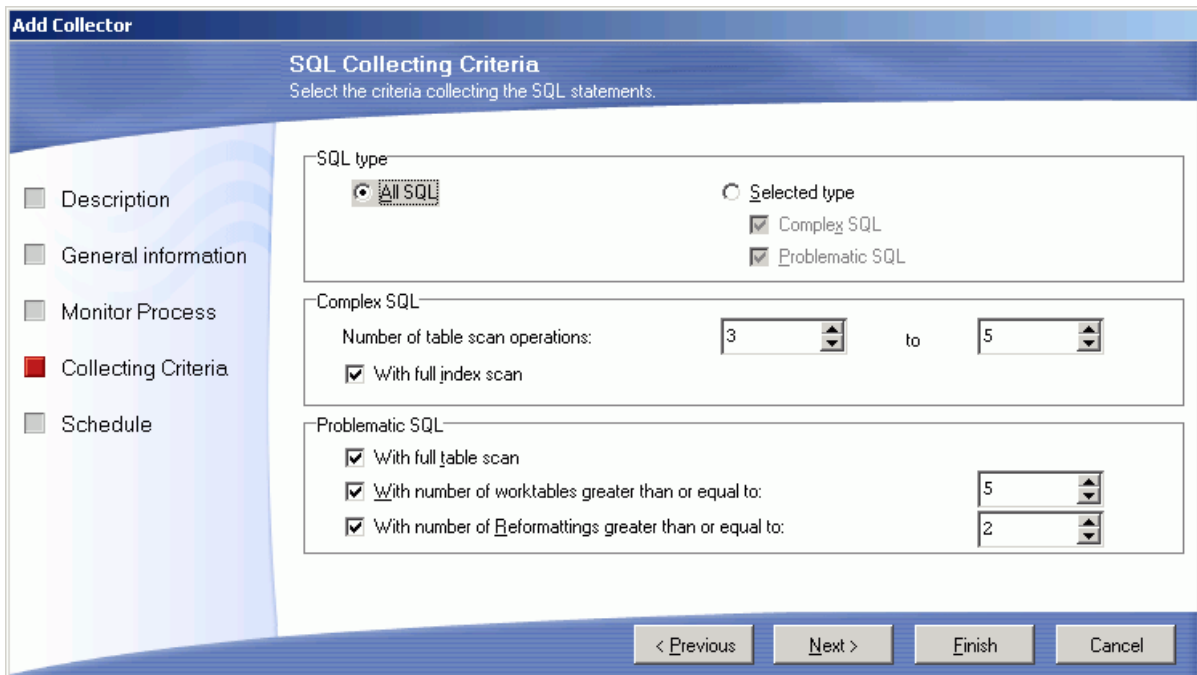 Add Collector
SQL Collecting Criteria
Select the criteria collecting the SQL statements.
Description
General information
Monitor Process
Collecting Criteria
Schedule
SQL type
All SQL
Selected type
Complex SQL
Problematic SQL
Complex SQL
Number of table scan operations: 3 to 5
With full index scan
Problematic SQL
With full table scan
With number of worktables greater than or equal to: 5
With number of Reformattings greater than or equal to: 2
< Previous Next > Finish Cancel